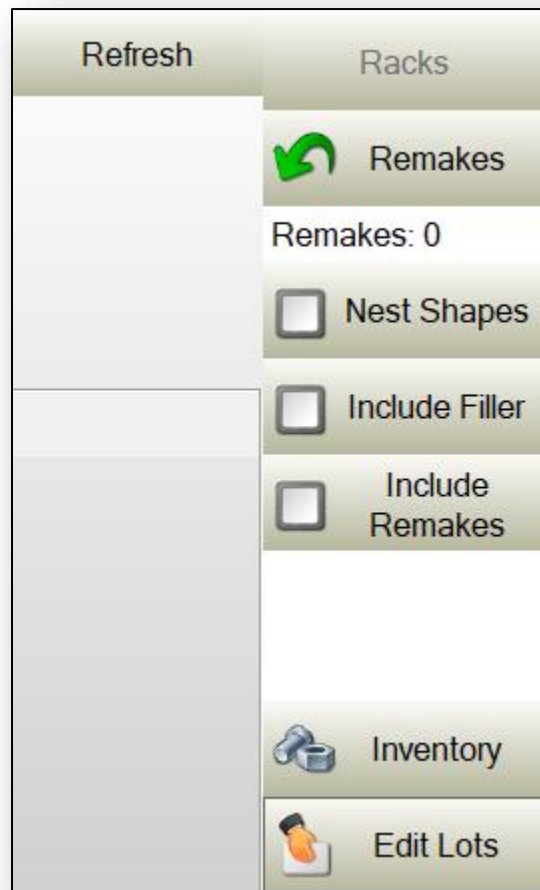 Refresh
Racks
Remakes
Remakes: 0
Nest Shapes
Include Filler
Include
Remakes
Inventory
Edit Lots